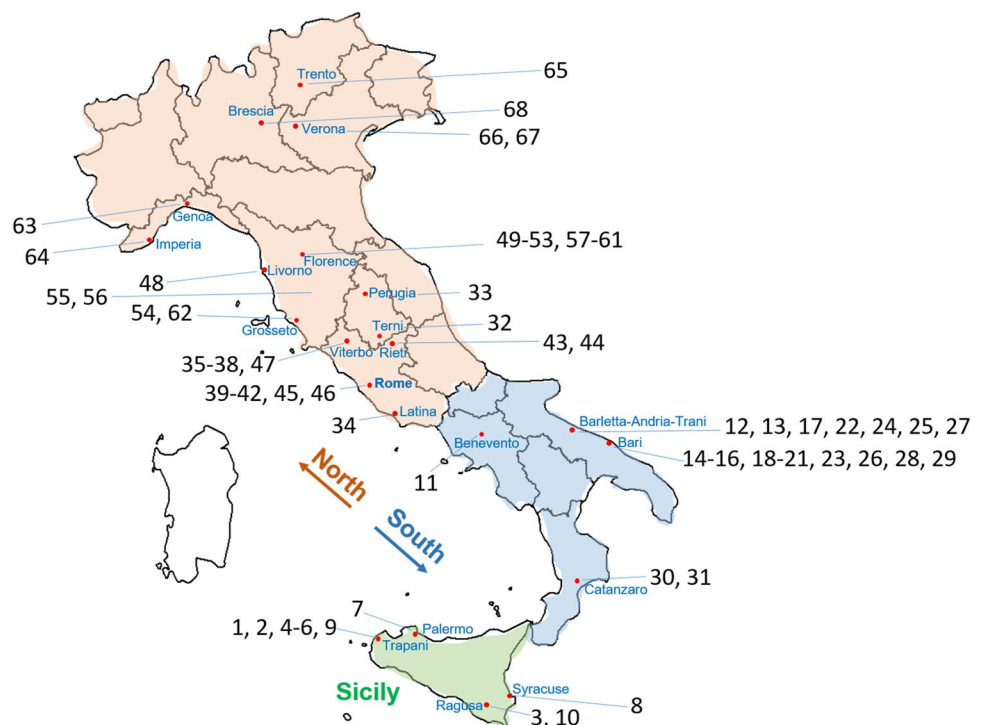 Trento
65
Brescia
68
Verona
66, 67
63
Genoa
64
Imperia
49-53, 57-61
Florence
48
Livorno
55, 56
Perugia
33
54, 62
Grosseto
Terni
32
Viterbo
Rieti
43, 44
35-38, 47
Rome
39-42, 45, 46
Latina
34
Barletta-Andria-Trani
12, 13, 17, 22, 24, 25, 27
Bari
14-16, 18-21, 23, 26, 28, 29
Benevento
11
North
South
30, 31
Catanzaro
7
Palermo
1, 2, 4-6, 9
Trapani
Sicily
Syracuse
8
Ragusa
3, 10